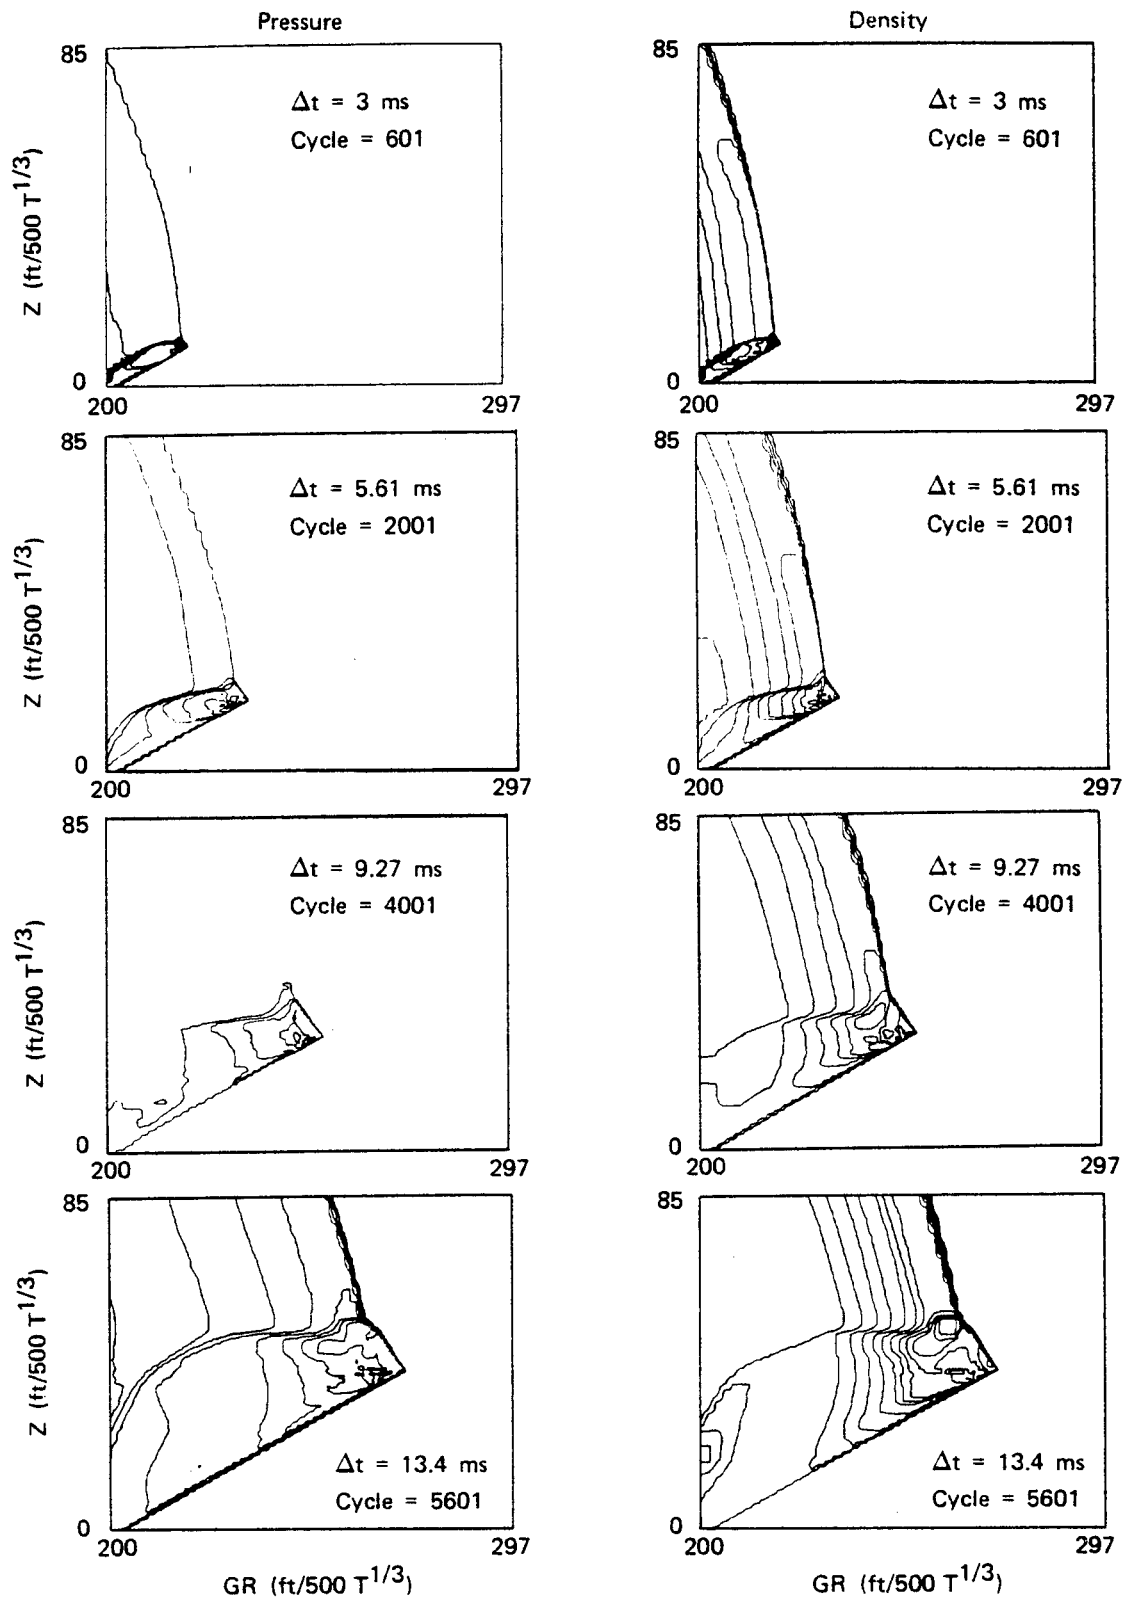 Pressure
85
Δt = 3 ms
Cycle = 601
Z (ft/500 T^1/3)
0
200
297
Density
85
Δt = 3 ms
Cycle = 601
0
200
297
85
Δt = 5.61 ms
Cycle = 2001
Z (ft/500 T^1/3)
0
200
297
85
Δt = 5.61 ms
Cycle = 2001
0
200
297
85
Δt = 9.27 ms
Cycle = 4001
Z (ft/500 T^1/3)
0
200
297
85
Δt = 9.27 ms
Cycle = 4001
0
200
297
85
Z (ft/500 T^1/3)
Δt = 13.4 ms
Cycle = 5601
0
200
297
GR (ft/500 T^1/3)
85
Δt = 13.4 ms
Cycle = 5601
0
200
297
GR (ft/500 T^1/3)